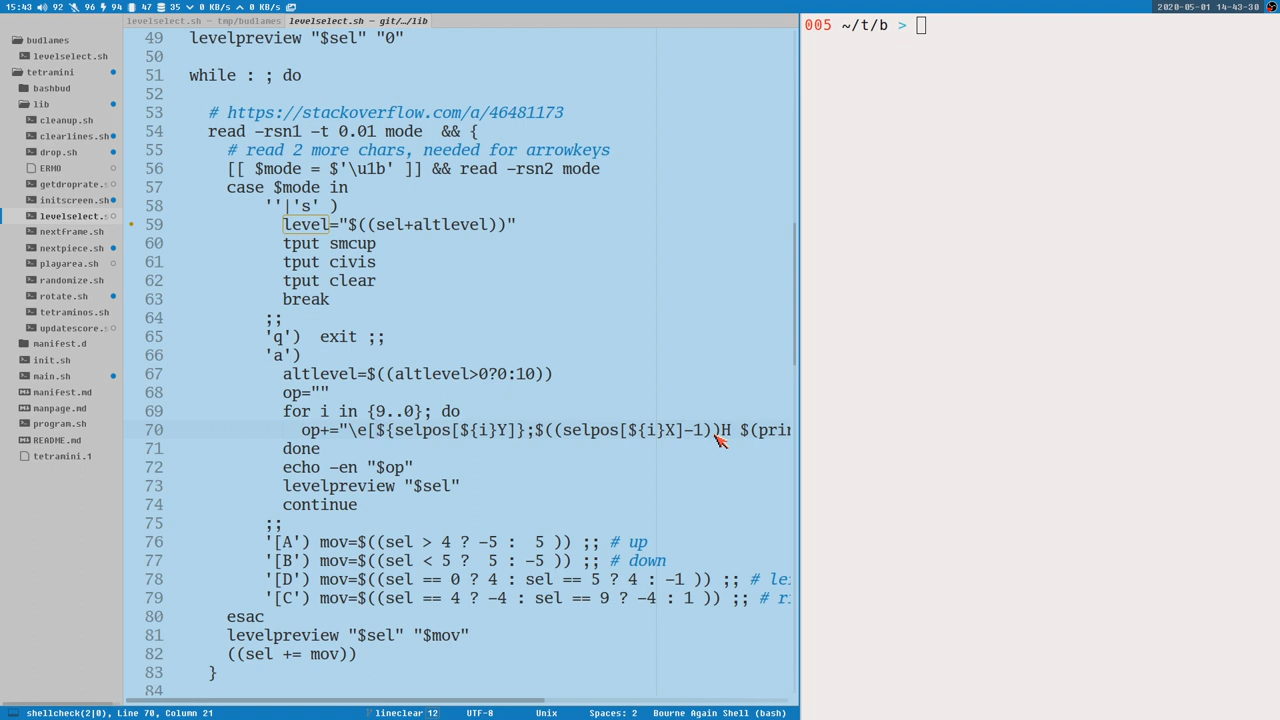 15:43 92 96 94 47 35 0 KB/s 0 KB/s 2020-05-01 14-43-30
levelselect.sh — tmp/budlames levelselect.sh — git/…/lib
budlames
levelselect.sh
tetramini
bashbud
lib
cleanup.sh
clearlines.sh
drop.sh
ERMO
getdroprate.s
initscreen.sh
levelselect.s
nextframe.sh
nextpiece.sh
playarea.sh
randomize.sh
rotate.sh
tetraminos.sh
updatescore.s
manifest.d
init.sh
main.sh
manifest.md
manpage.md
program.sh
README.md
tetramini.1
49 levelpreview "$sel" "0"
50
51 while : ; do
52
53 # https://stackoverflow.com/a/46481173
54 read -rsn1 -t 0.01 mode  && {
55 # read 2 more chars, needed for arrowkeys
56 [[ $mode = $'\u1b' ]] && read -rsn2 mode
57 case $mode in
58 ''|'s' )
59 level="$((sel+altlevel))"
60 tput smcup
61 tput civis
62 tput clear
63 break
64 ;;
65 'q')  exit ;;
66 'a')
67 altlevel=$((altlevel>0?0:10))
68 op=""
69 for i in {9..0}; do
70 op+="\e[${selpos[${i}Y]};$((selpos[${i}X]-1))H $(prin
71 done
72 echo -en "$op"
73 levelpreview "$sel"
74 continue
75 ;;
76 '[A') mov=$((sel > 4 ? -5 :  5 )) ;; # up
77 '[B') mov=$((sel < 5 ?  5 : -5 )) ;; # down
78 '[D') mov=$((sel == 0 ? 4 : sel == 5 ? 4 : -1 )) ;; # le
79 '[C') mov=$((sel == 4 ? -4 : sel == 9 ? -4 : 1 )) ;; # r
80 esac
81 levelpreview "$sel" "$mov"
82 ((sel += mov))
83 }
84
005 ~/t/b >
shellcheck(2|0), Line 70, Column 21 lineclear 12 UTF-8 Unix Spaces: 2 Bourne Again Shell (bash)